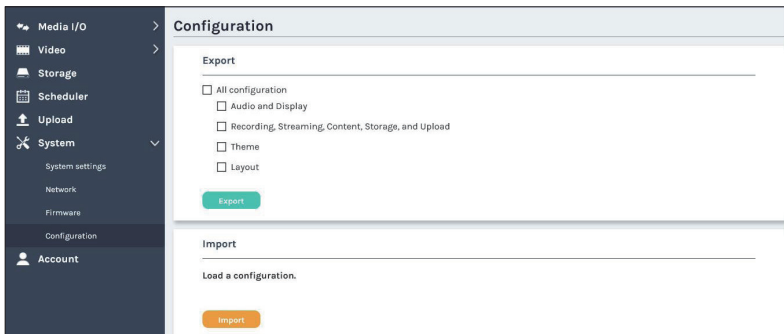 Media I/O
Video
Storage
Scheduler
Upload
System
System settings
Network
Firmware
Configuration
Account
Configuration
Export
All configuration
Audio and Display
Recording, Streaming, Content, Storage, and Upload
Theme
Layout
Export
Import
Load a configuration.
Import